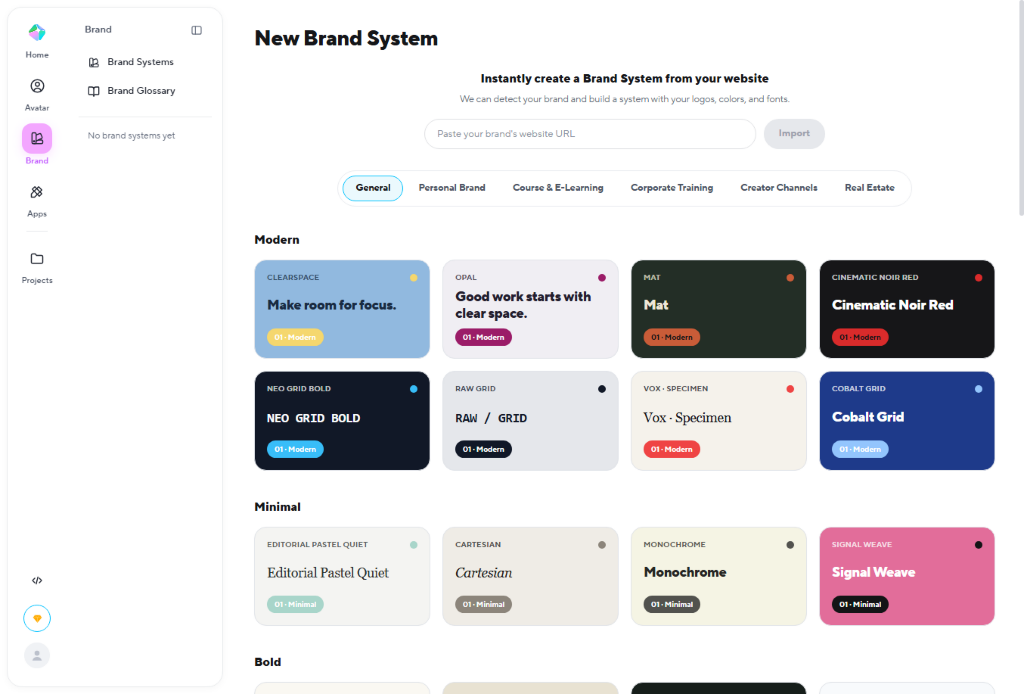 Home
Avatar
Brand
Apps
Projects
Brand
Brand Systems
Brand Glossary
No brand systems yet
New Brand System
Instantly create a Brand System from your website
We can detect your brand and build a system with your logos, colors, and fonts.
Paste your brand's website URL
Import
General
Personal Brand
Course & E-Learning
Corporate Training
Creator Channels
Real Estate
Modern
CLEARSPACE
Make room for focus.
01 · Modern
OPAL
Good work starts with
clear space.
01 · Modern
MAT
Mat
01 · Modern
CINEMATIC NOIR RED
Cinematic Noir Red
01 · Modern
NEO GRID BOLD
NEO GRID BOLD
01 · Modern
RAW GRID
RAW / GRID
01 · Modern
VOX · SPECIMEN
Vox · Specimen
01 · Modern
COBALT GRID
Cobalt Grid
01 · Modern
Minimal
EDITORIAL PASTEL QUIET
Editorial Pastel Quiet
01 · Minimal
CARTESIAN
Cartesian
01 · Minimal
MONOCHROME
Monochrome
01 · Minimal
SIGNAL WEAVE
Signal Weave
01 · Minimal
Bold